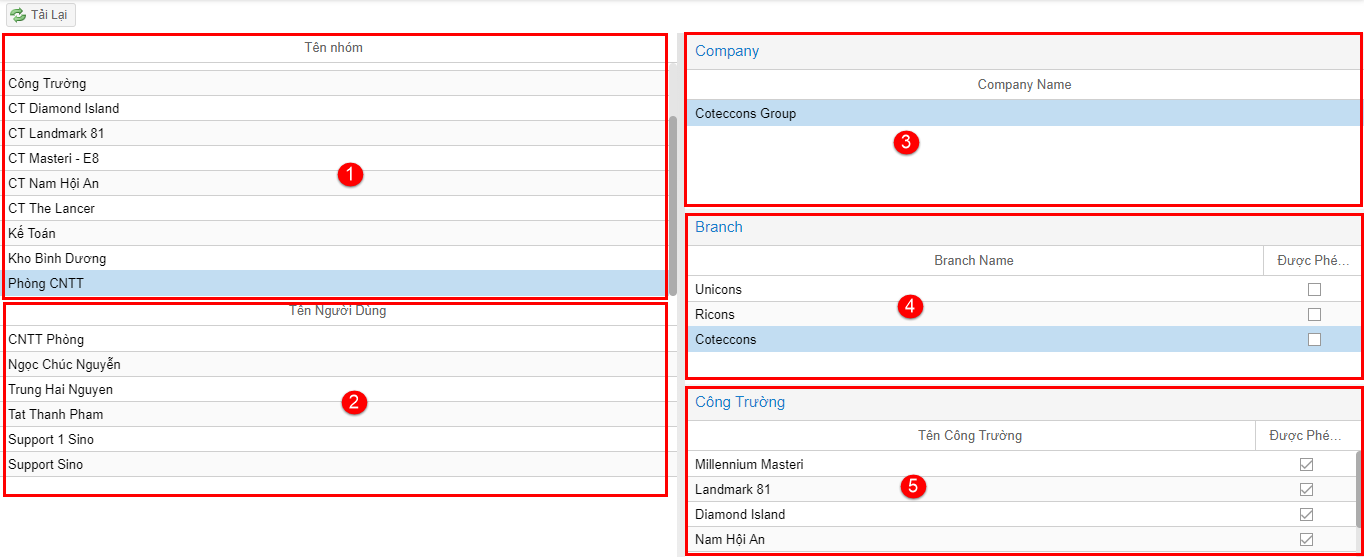 Tải Lại
Tên nhóm
Công Trường
CT Diamond Island
CT Landmark 81
CT Masteri - E8
CT Nam Hội An
CT The Lancer
Kế Toán
Kho Bình Dương
Phòng CNTT
1
Tên Người Dùng
CNTT Phòng
Ngọc Chúc Nguyễn
Trung Hai Nguyen
Tat Thanh Pham
Support 1 Sino
Support Sino
2
Company
Company Name
Coteccons Group
3
Branch
Branch Name Được Phé...
Unicons
Ricons
Coteccons
4
Công Trường
Tên Công Trường Được Phé...
Millennium Masteri
Landmark 81
Diamond Island
Nam Hội An
5